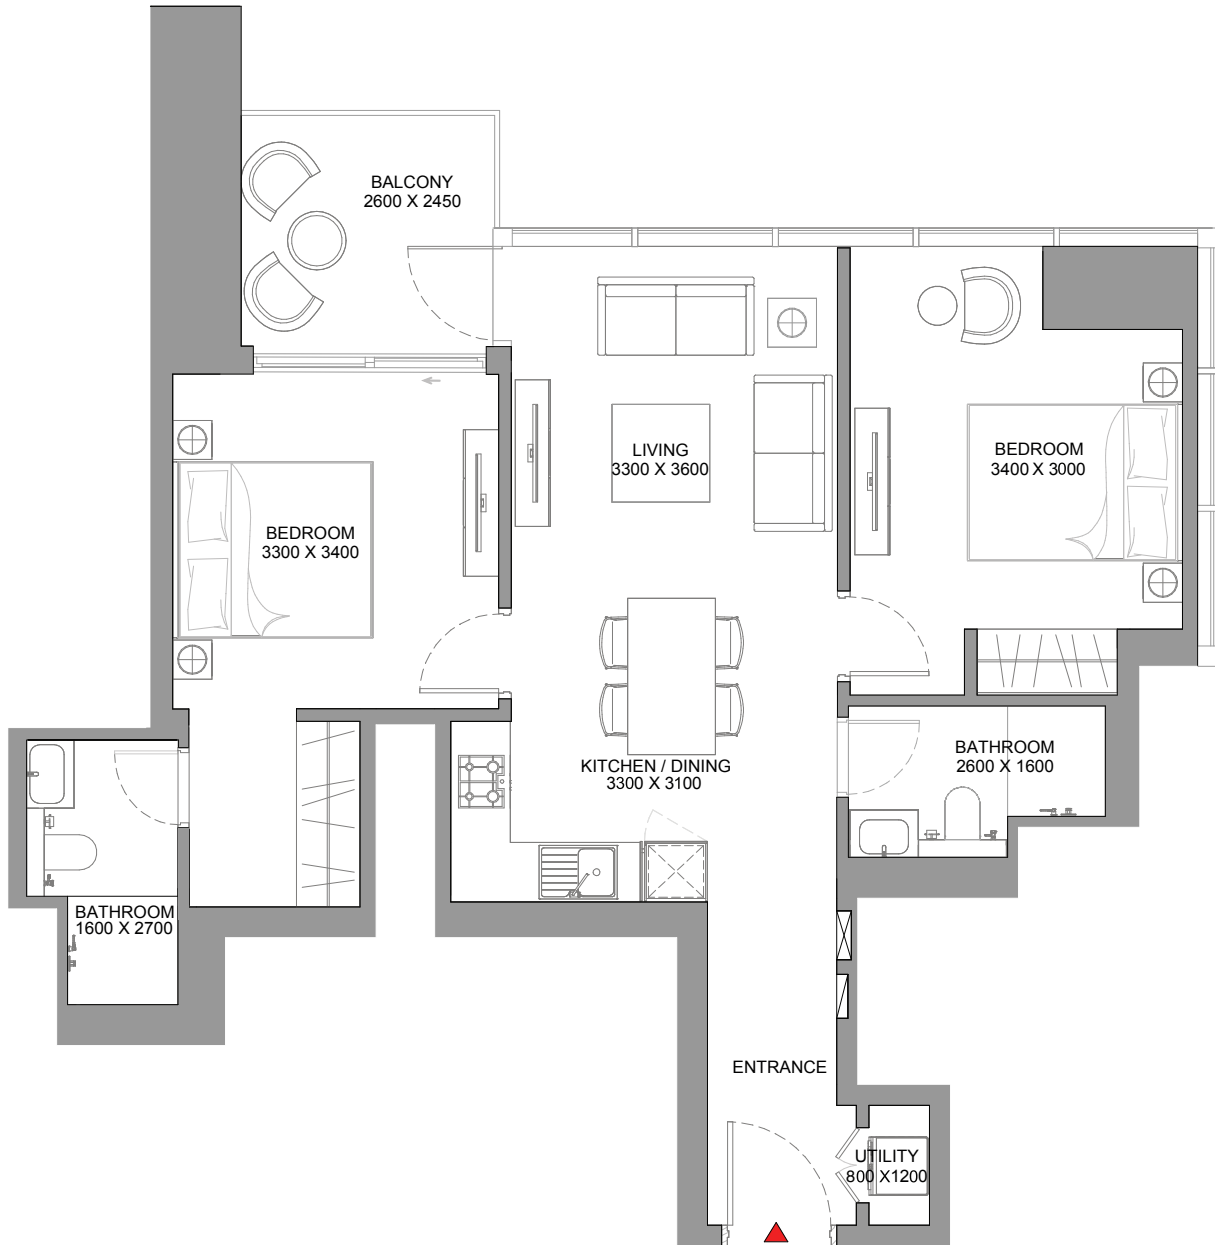 BALCONY
2600 X 2450
LIVING
3300 X 3600
BEDROOM
3400 X 3000
BEDROOM
3300 X 3400
KITCHEN / DINING
3300 X 3100
BATHROOM
2600 X 1600
BATHROOM
1600 X 2700
ENTRANCE
UTILITY
800 X1200